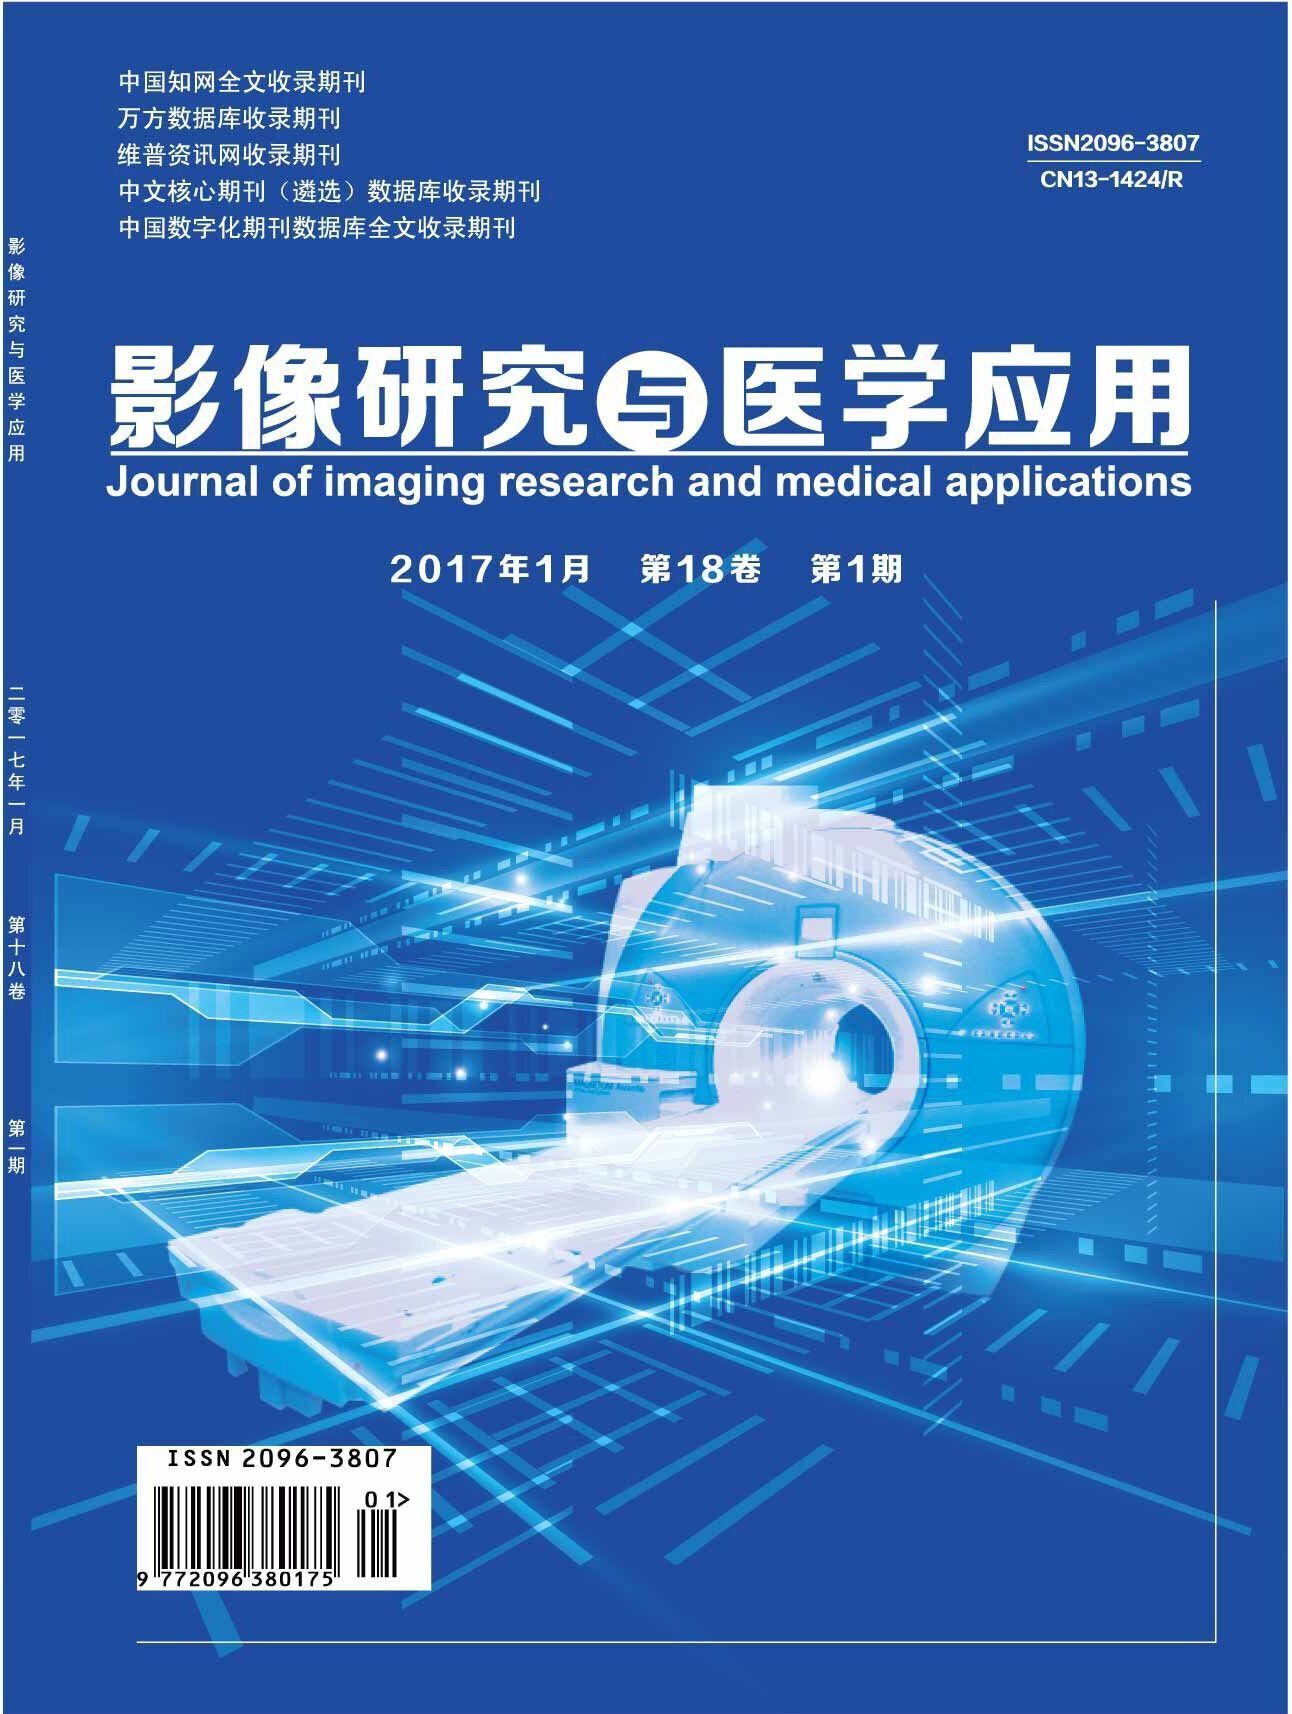 中国知网全文收录期刊
万方数据库收录期刊
维普资讯网收录期刊
中文核心期刊（遴选）数据库收录期刊
中国数字化期刊数据库全文收录期刊
ISSN2096-3807
CN13-1424/R
影像研究与医学应用
Journal of imaging research and medical applications
2017年1月 第18卷 第1期
影像研究与医学应用
二零一七年一月
第十八卷
第一期
ISSN 2096-3807
01>
9 772096 380175